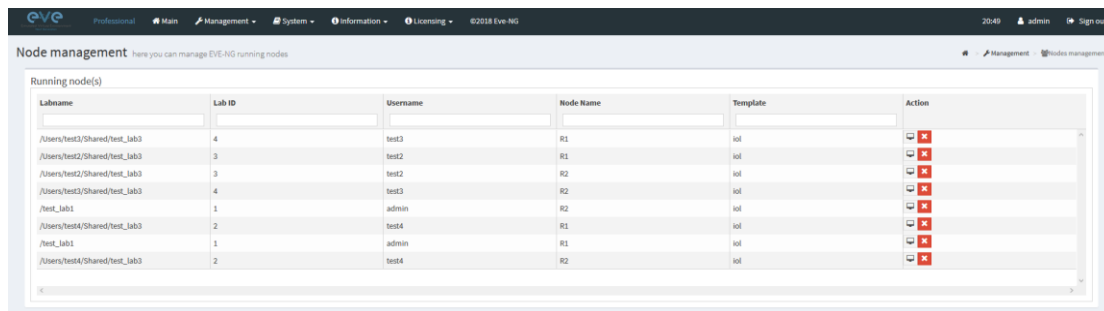 eve Professional Main Management System Information Licensing ©2018 Eve-NG 20:49 admin Sign ou
Node management here you can manage EVE-NG running nodes Management Nodes managemen
Running node(s)
Labname Lab ID Username Node Name Template Action
/Users/test3/Shared/test_lab3 4 test3 R1 iol
/Users/test2/Shared/test_lab3 3 test2 R1 iol
/Users/test2/Shared/test_lab3 3 test2 R2 iol
/Users/test3/Shared/test_lab3 4 test3 R2 iol
/test_lab1 1 admin R2 iol
/Users/test4/Shared/test_lab3 2 test4 R1 iol
/test_lab1 1 admin R1 iol
/Users/test4/Shared/test_lab3 2 test4 R2 iol